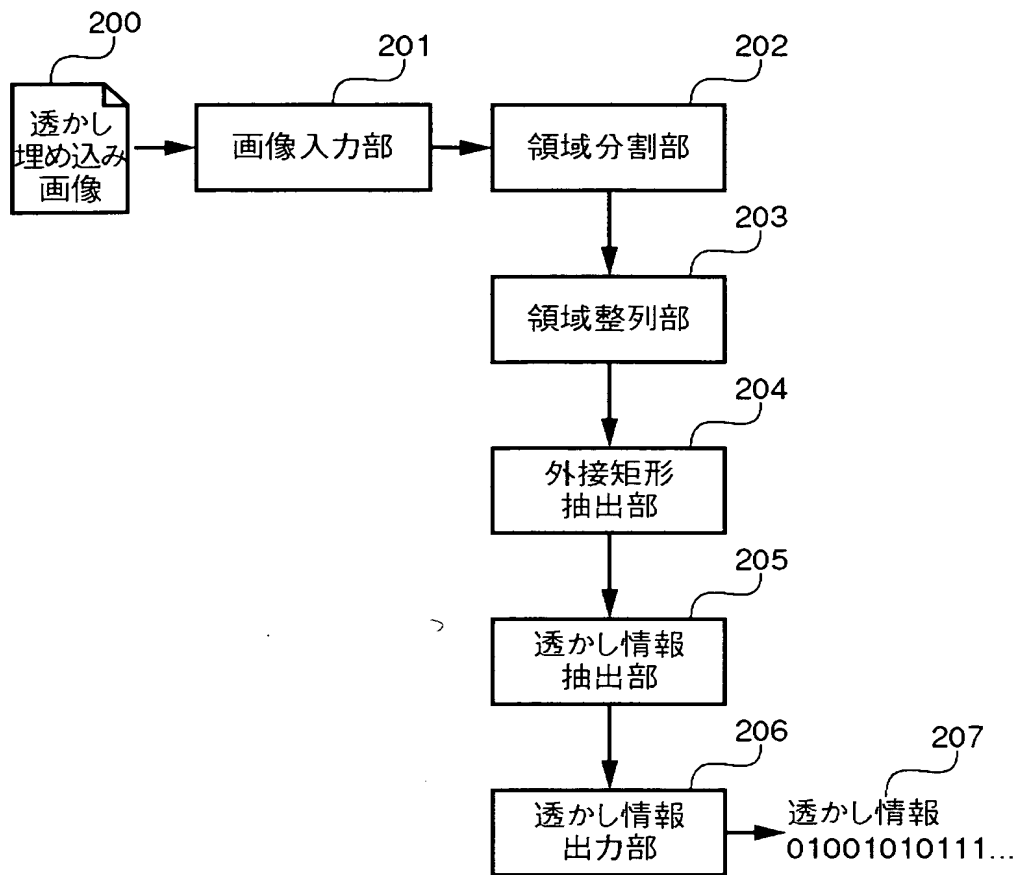 200
透かし
埋め込み
画像
201
画像入力部
202
領域分割部
203
領域整列部
204
外接矩形
抽出部
205
透かし情報
抽出部
206
透かし情報
出力部
207
透かし情報
01001010111...